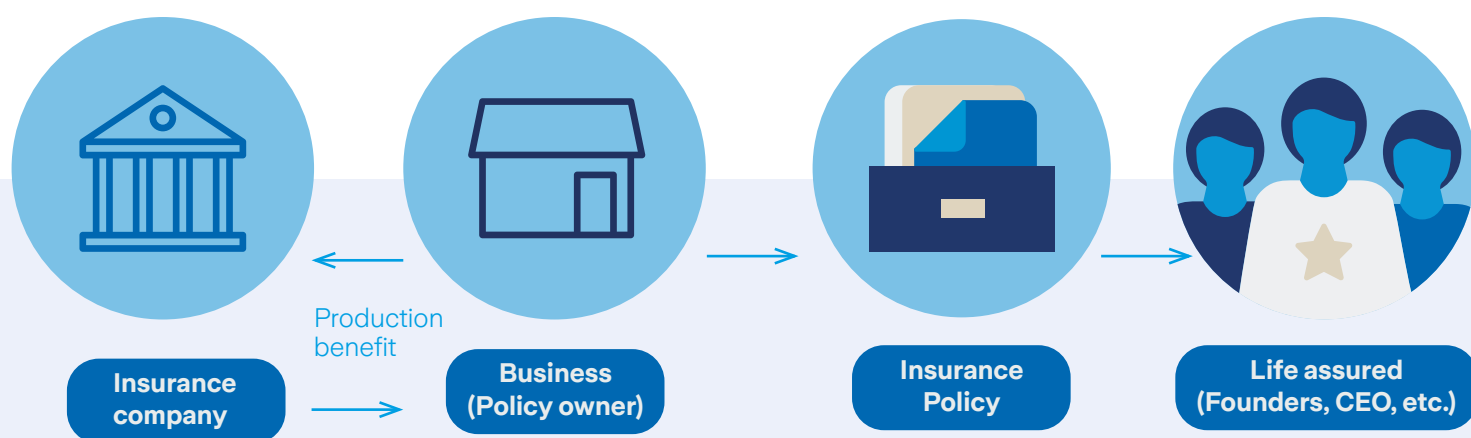 Production
benefit
Insurance
company
Business
(Policy owner)
Insurance
Policy
Life assured
(Founders, CEO, etc.)